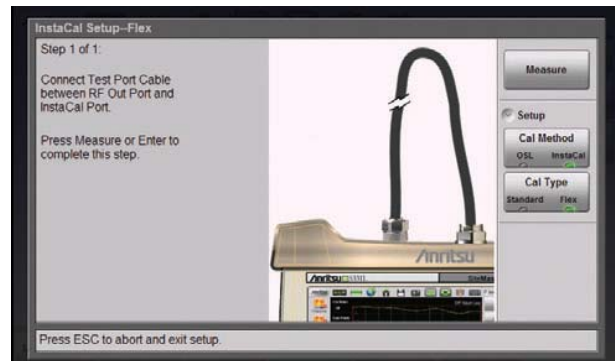 InstaCal Setup--Flex
Step 1 of 1:
Connect Test Port Cable
between RF Out Port and
InstaCal Port.
Press Measure or Enter to
complete this step.
Measure
Setup
Cal Method
OSL InstaCal
Cal Type
Standard Flex
Anritsu
Anritsu
Press ESC to abort and exit setup.